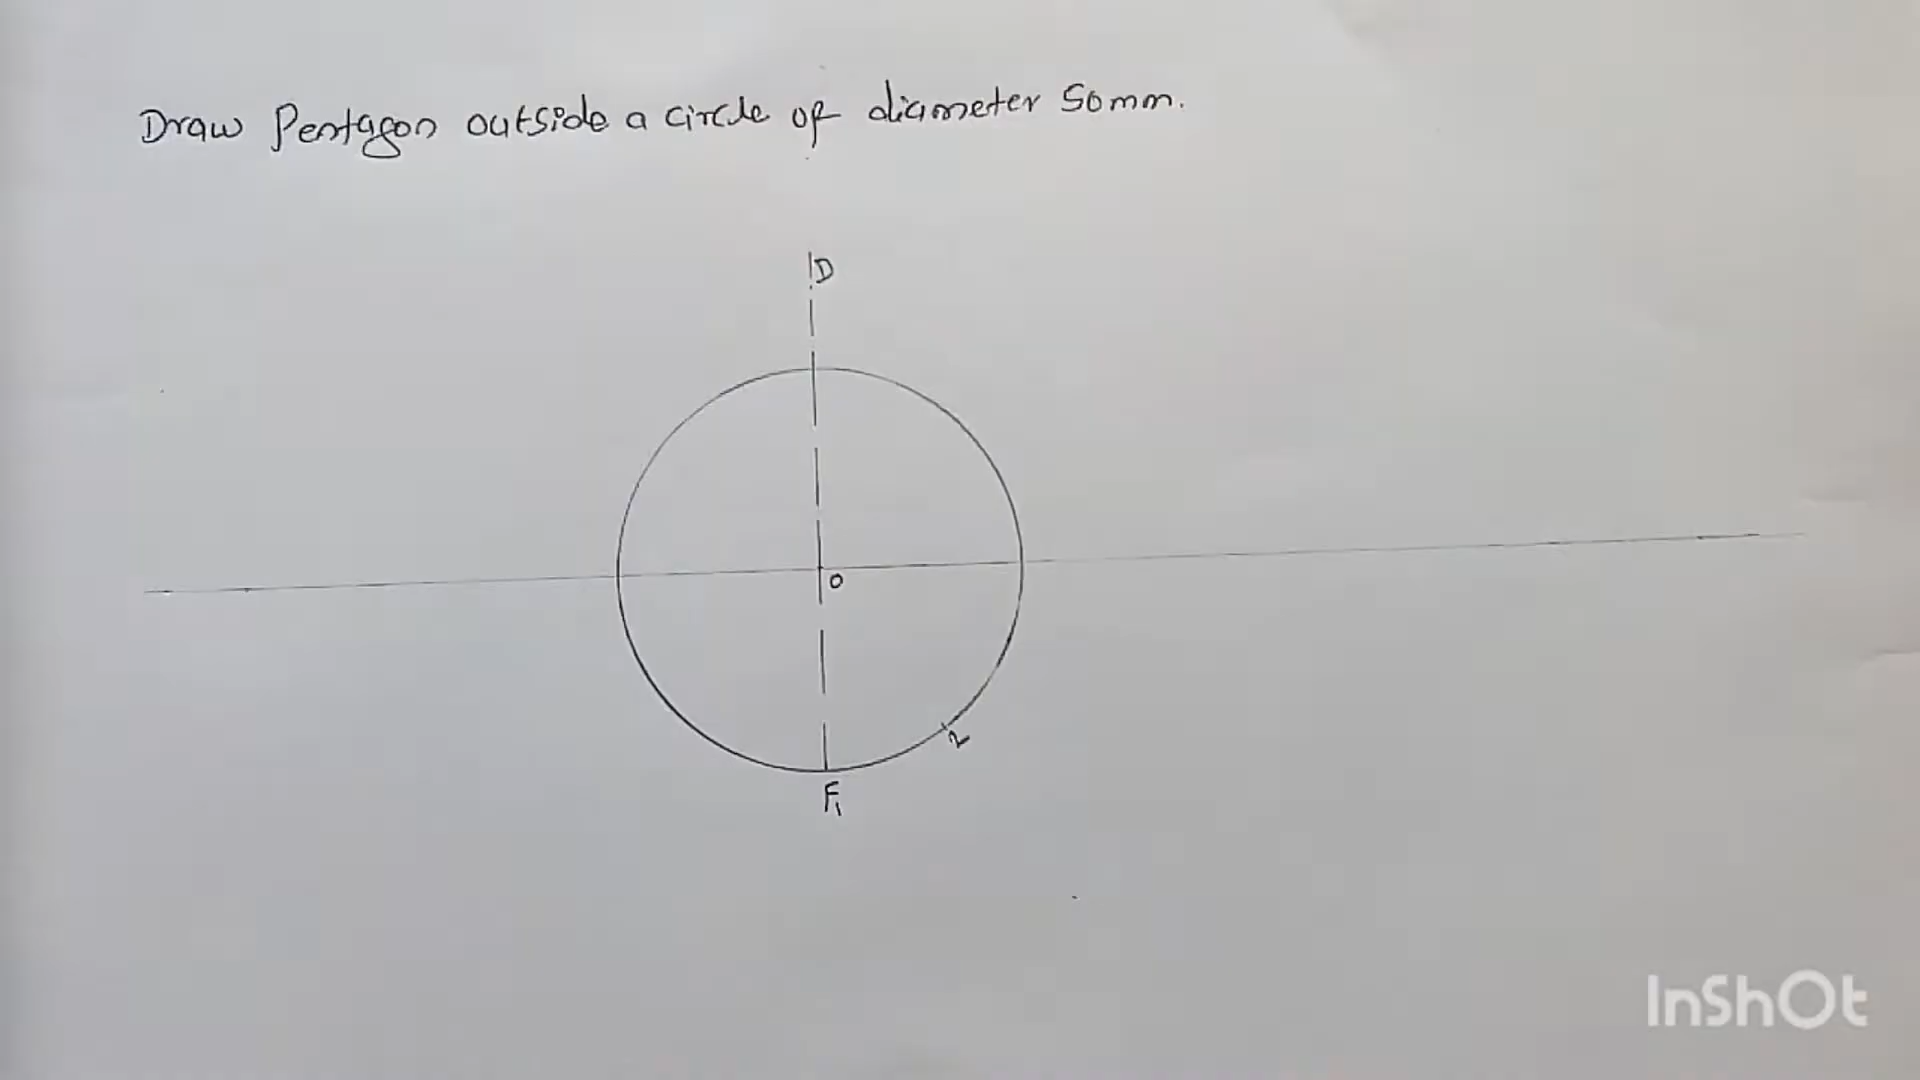 Draw Pentagon outside a circle of diameter 50mm.
D
O
2
F1
InShOt